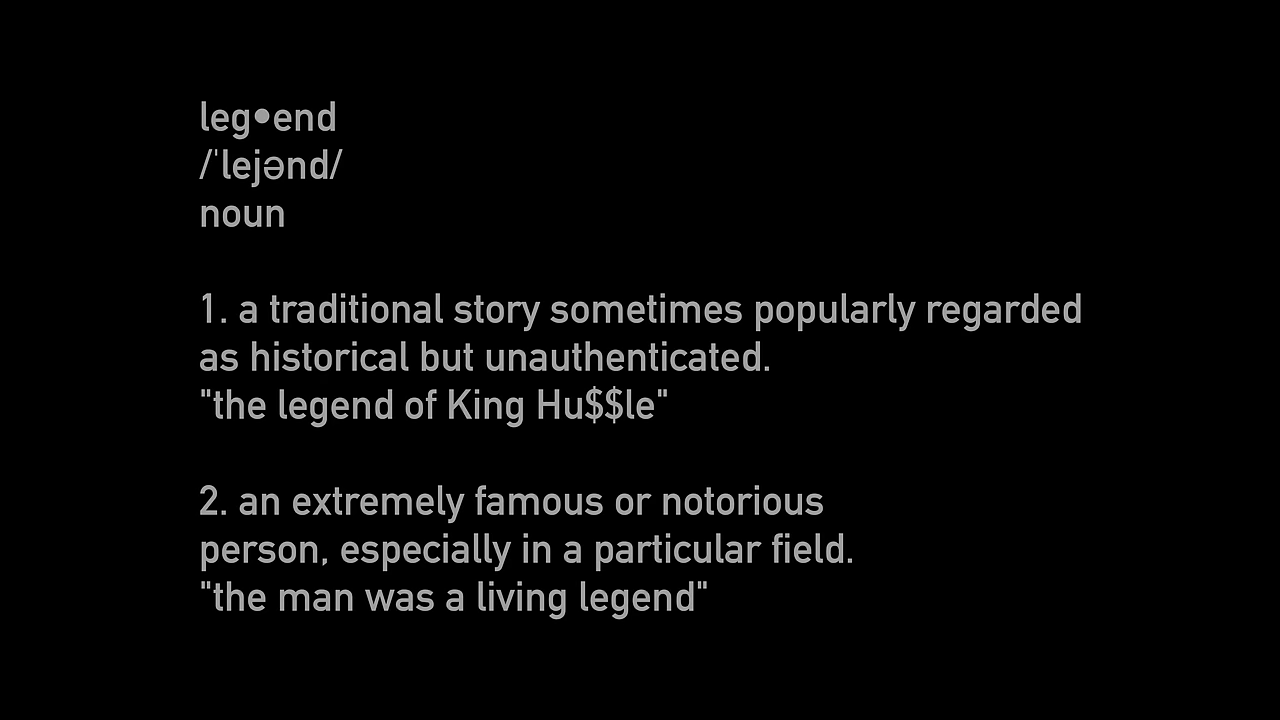 leg•end
/ˈlejənd/
noun
1. a traditional story sometimes popularly regarded
as historical but unauthenticated.
"the legend of King Hu$$le"
2. an extremely famous or notorious
person, especially in a particular field.
"the man was a living legend"